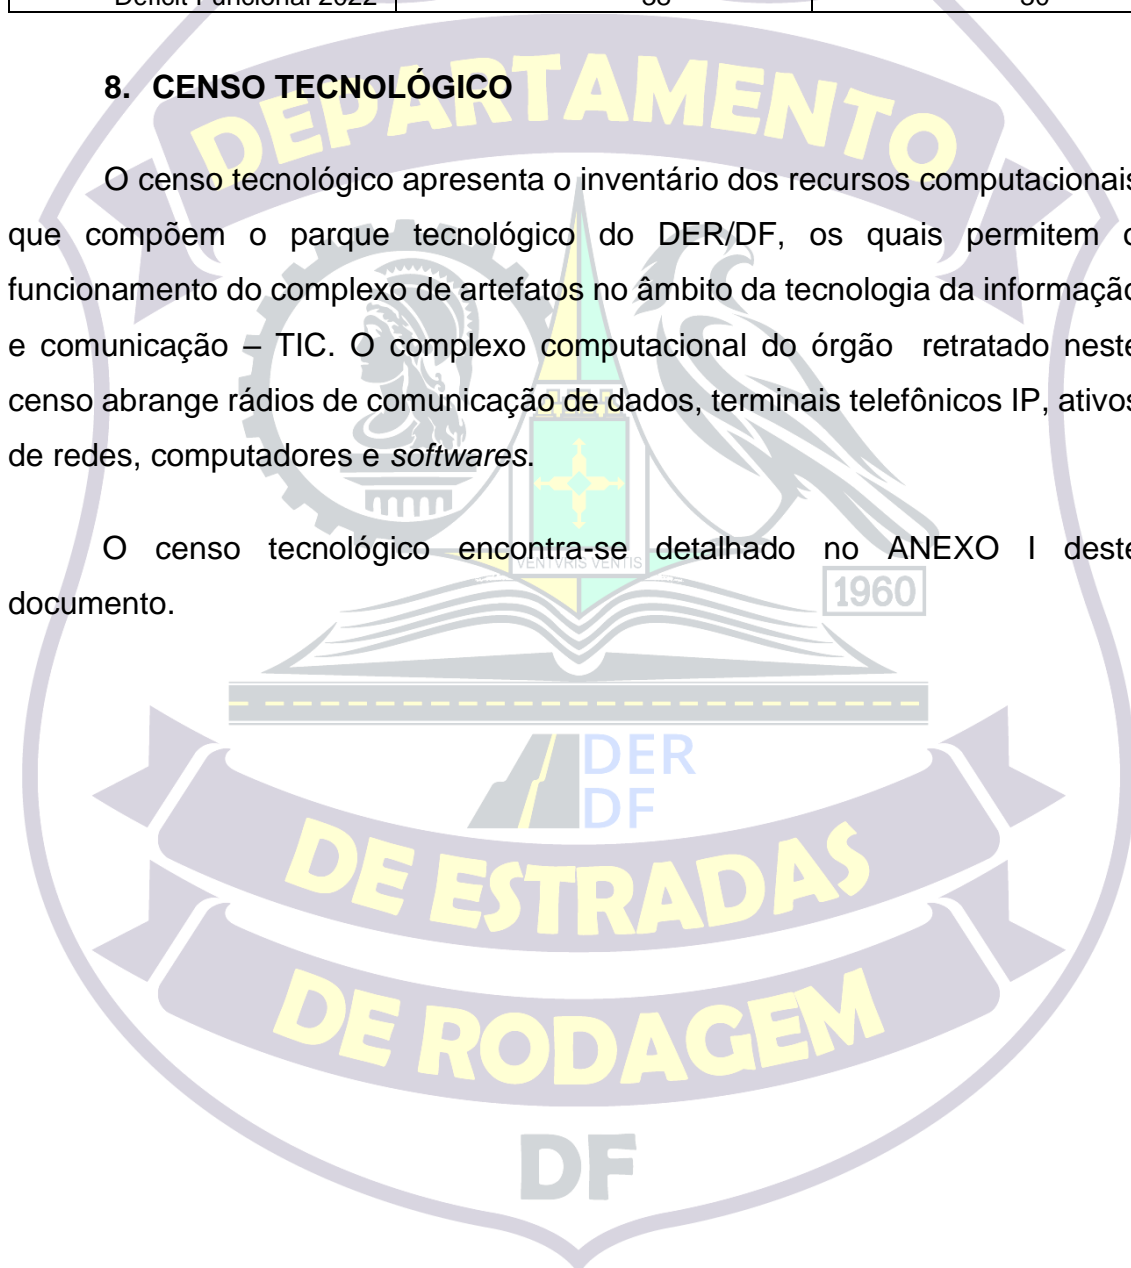 Déficit Funcional 2022
8. CENSO TECNOLÓGICO
O censo tecnológico apresenta o inventário dos recursos computacionais
que compõem o parque tecnológico do DER/DF, os quais permitem o
funcionamento do complexo de artefatos no âmbito da tecnologia da informação
e comunicação – TIC. O complexo computacional do órgão retratado neste
censo abrange rádios de comunicação de dados, terminais telefônicos IP, ativos
de redes, computadores e softwares.
O censo tecnológico encontra-se detalhado no ANEXO I deste
documento.
DEPARTAMENTO
VENTVRIS VENTIS
1960
DER
DF
DE ESTRADAS
DE RODAGEM
DF